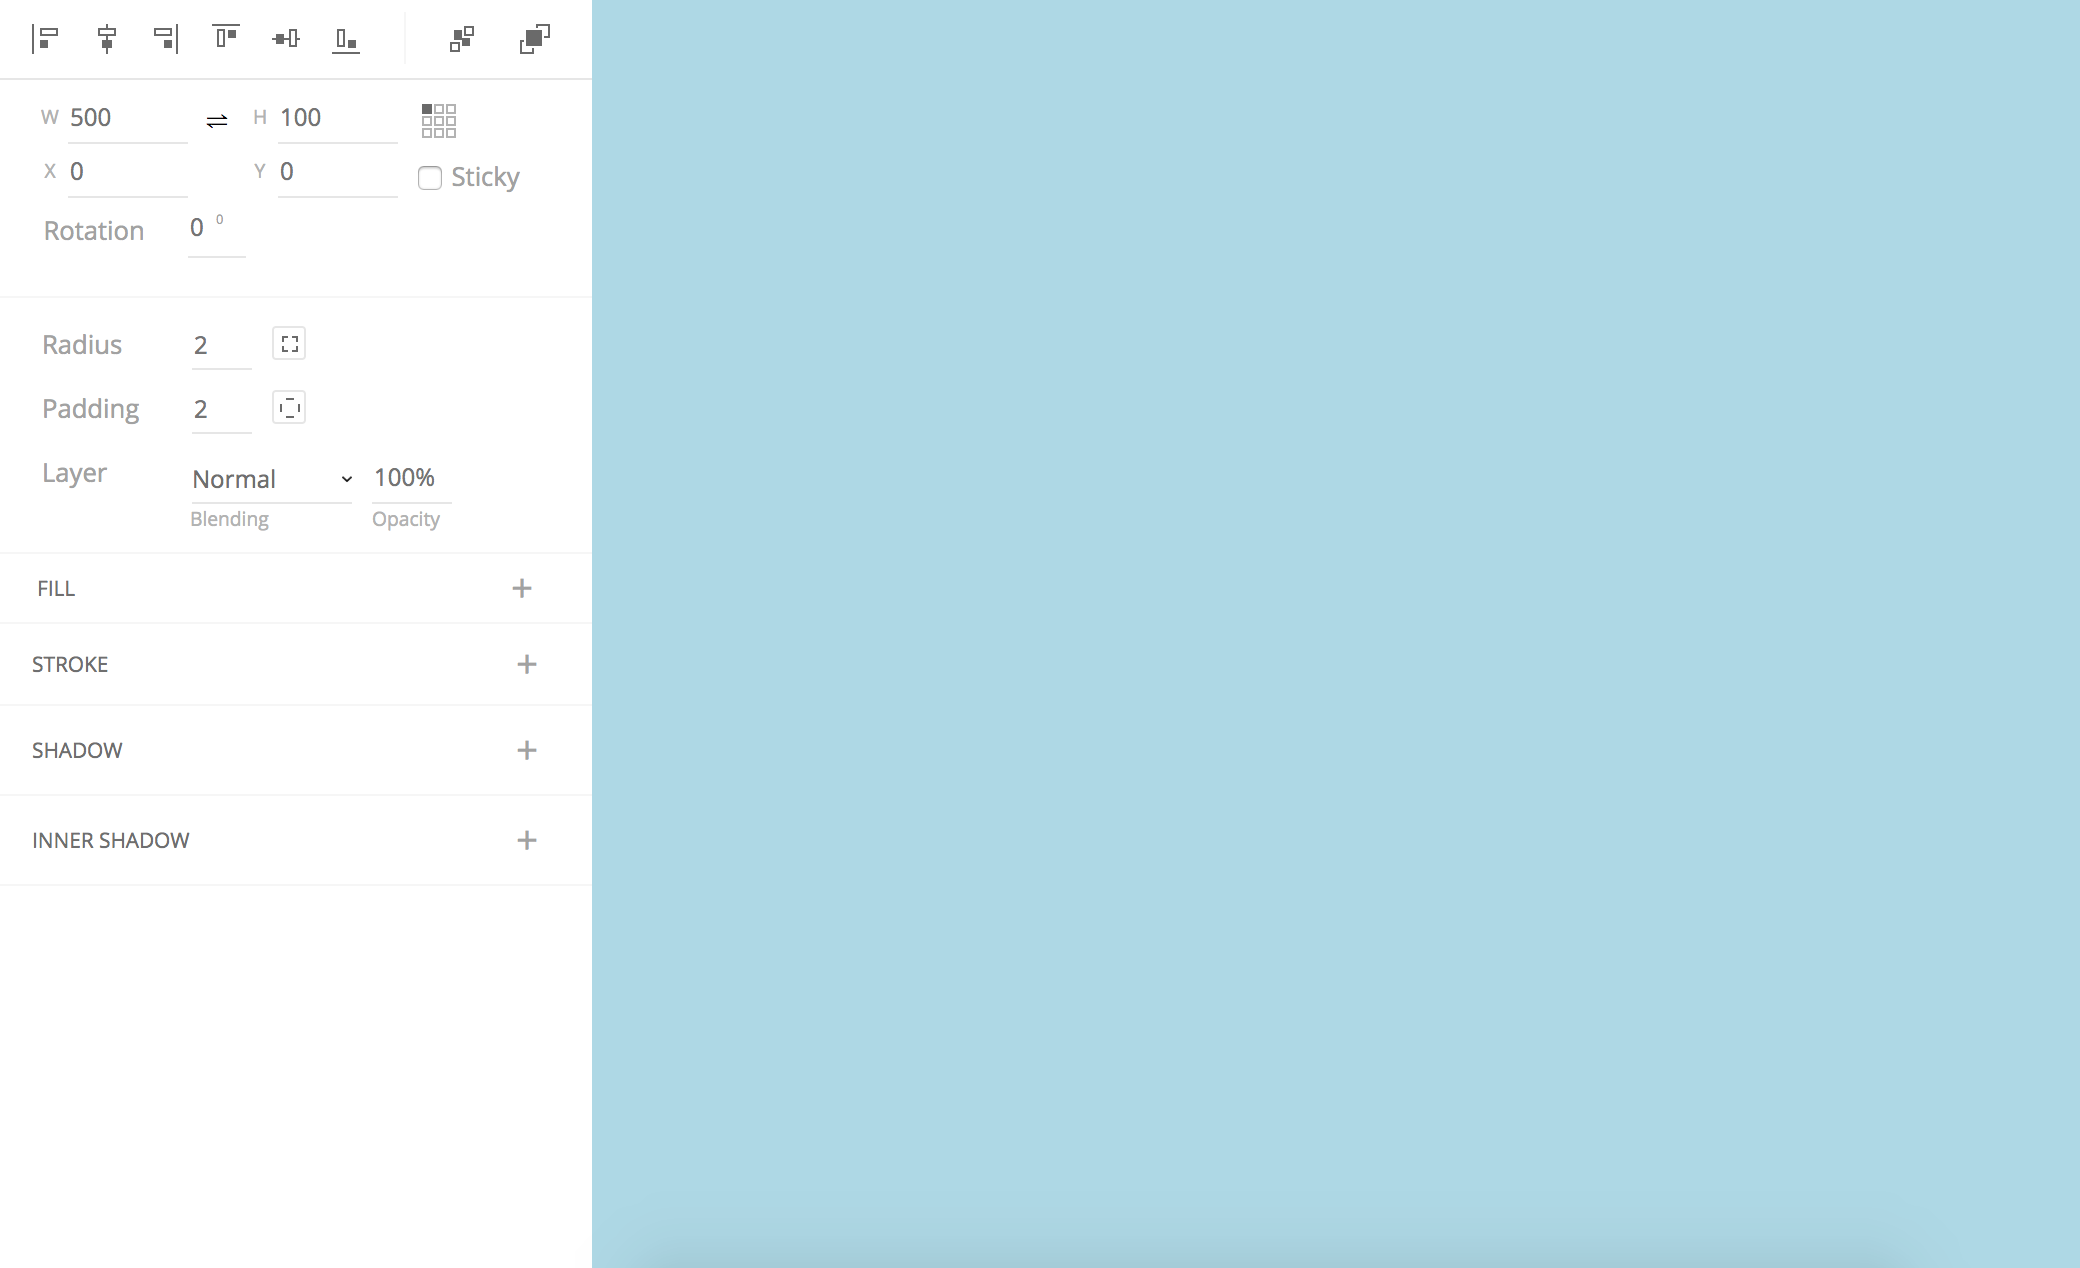 W 500 ⇌ H 100
X 0 Y 0 Sticky
Rotation 0 0
Radius 2
Padding 2
Layer Normal 100%
Blending Opacity
FILL +
STROKE +
SHADOW +
INNER SHADOW +